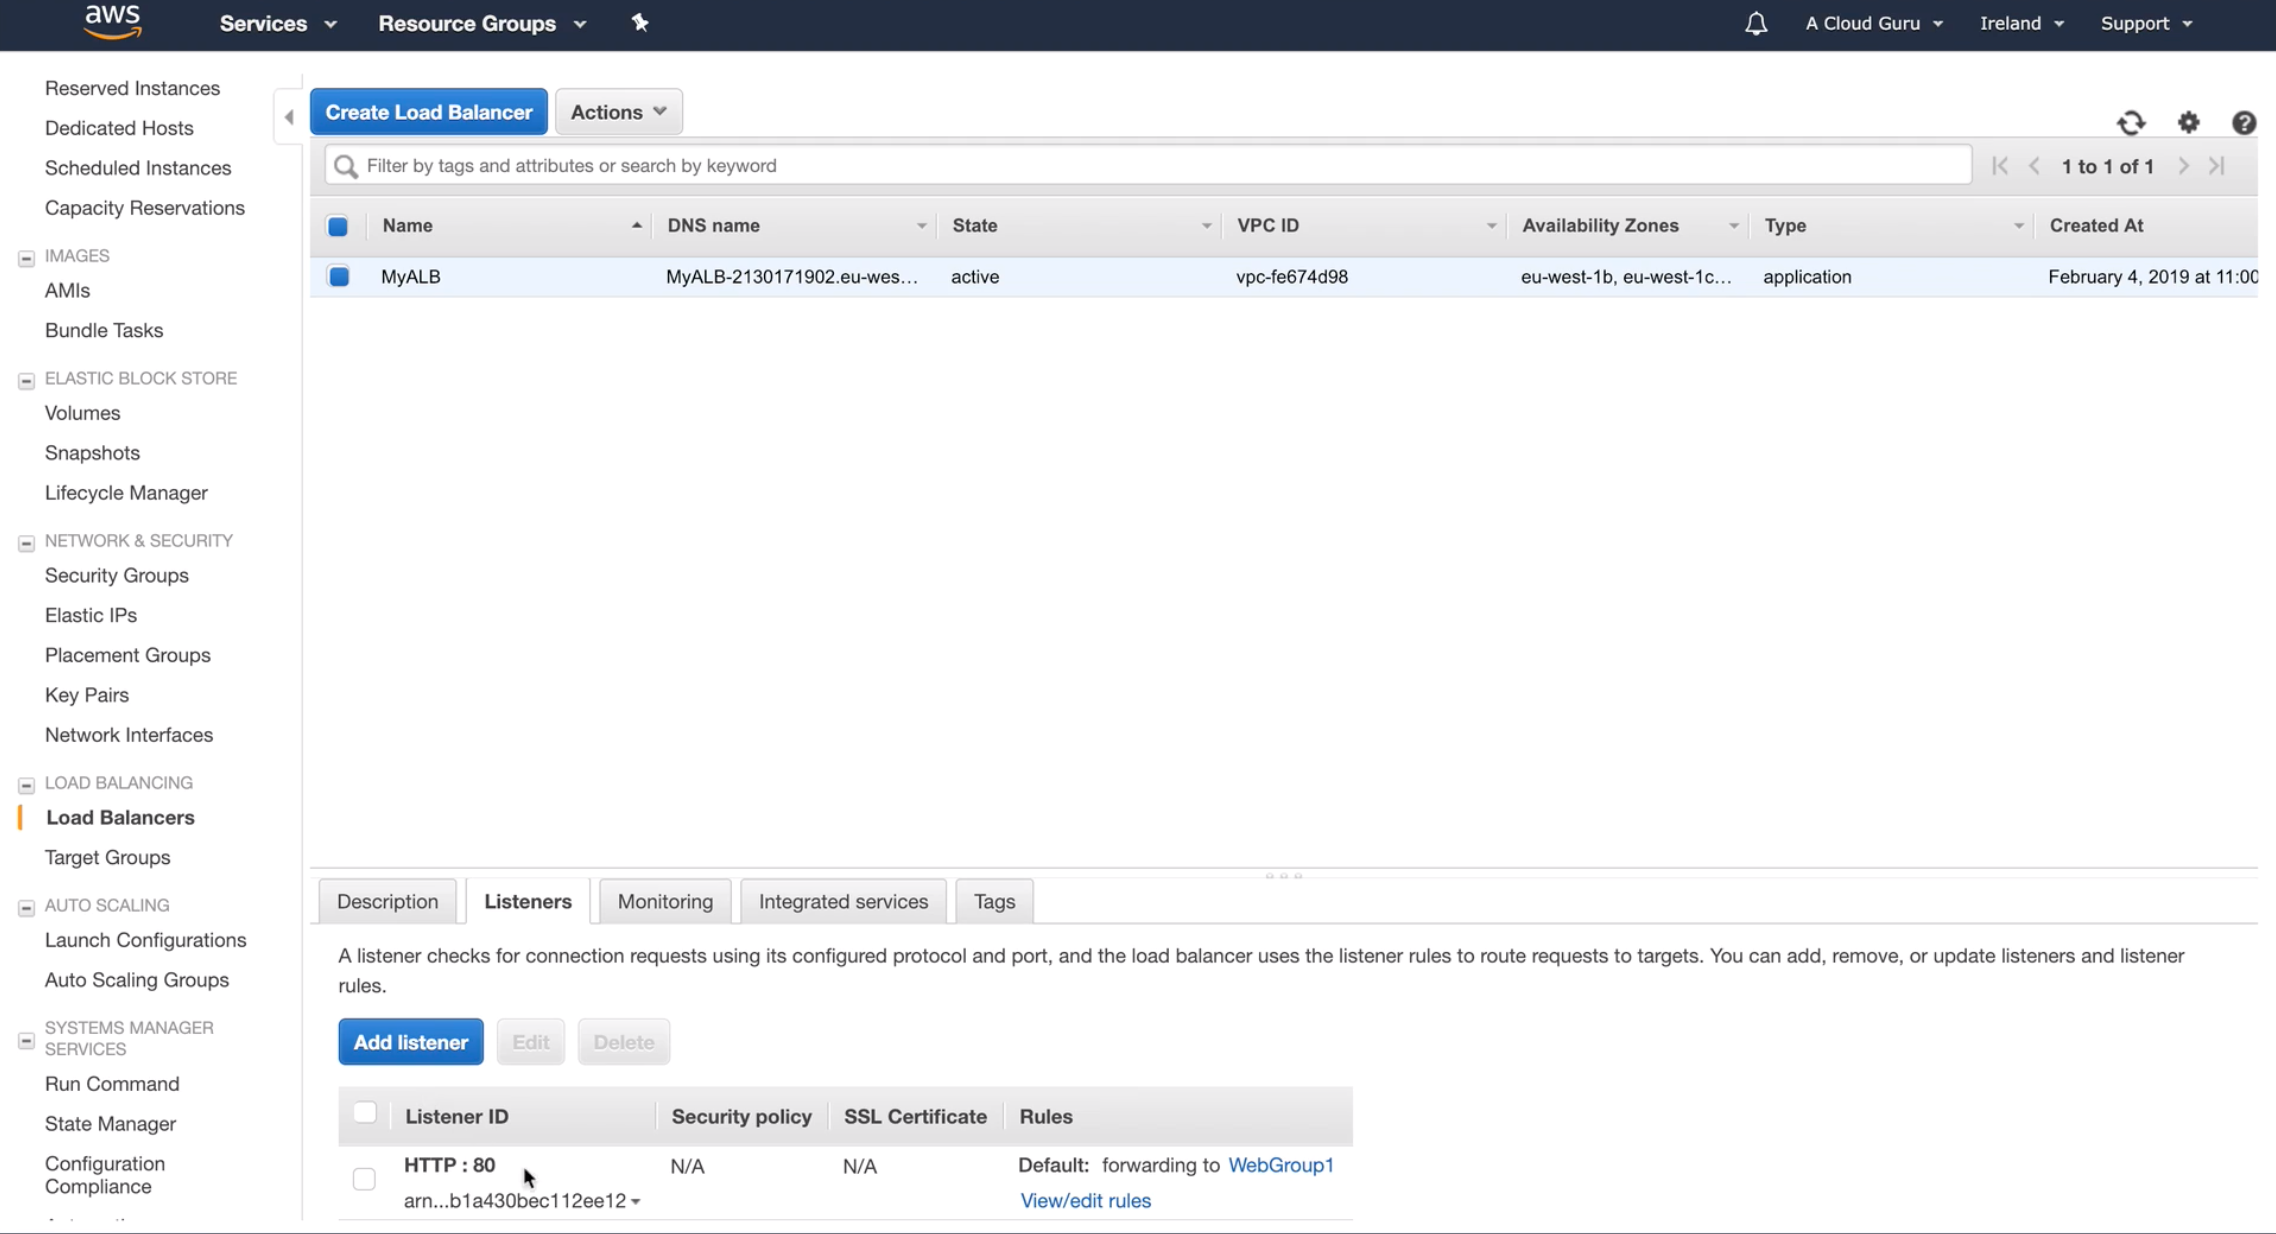 aws Services Resource Groups A Cloud Guru Ireland Support
Reserved Instances
Dedicated Hosts
Scheduled Instances
Capacity Reservations
IMAGES
AMIs
Bundle Tasks
ELASTIC BLOCK STORE
Volumes
Snapshots
Lifecycle Manager
NETWORK & SECURITY
Security Groups
Elastic IPs
Placement Groups
Key Pairs
Network Interfaces
LOAD BALANCING
Load Balancers
Target Groups
AUTO SCALING
Launch Configurations
Auto Scaling Groups
SYSTEMS MANAGER
SERVICES
Run Command
State Manager
Configuration
Compliance
Create Load Balancer Actions
Filter by tags and attributes or search by keyword 1 to 1 of 1
Name DNS name State VPC ID Availability Zones Type Created At
MyALB MyALB-2130171902.eu-wes... active vpc-fe674d98 eu-west-1b, eu-west-1c... application February 4, 2019 at 11:00
Description Listeners Monitoring Integrated services Tags
A listener checks for connection requests using its configured protocol and port, and the load balancer uses the listener rules to route requests to targets. You can add, remove, or update listeners and listener
rules.
Add listener Edit Delete
Listener ID Security policy SSL Certificate Rules
HTTP : 80 N/A N/A Default: forwarding to WebGroup1
arn...b1a430bec112ee12 View/edit rules